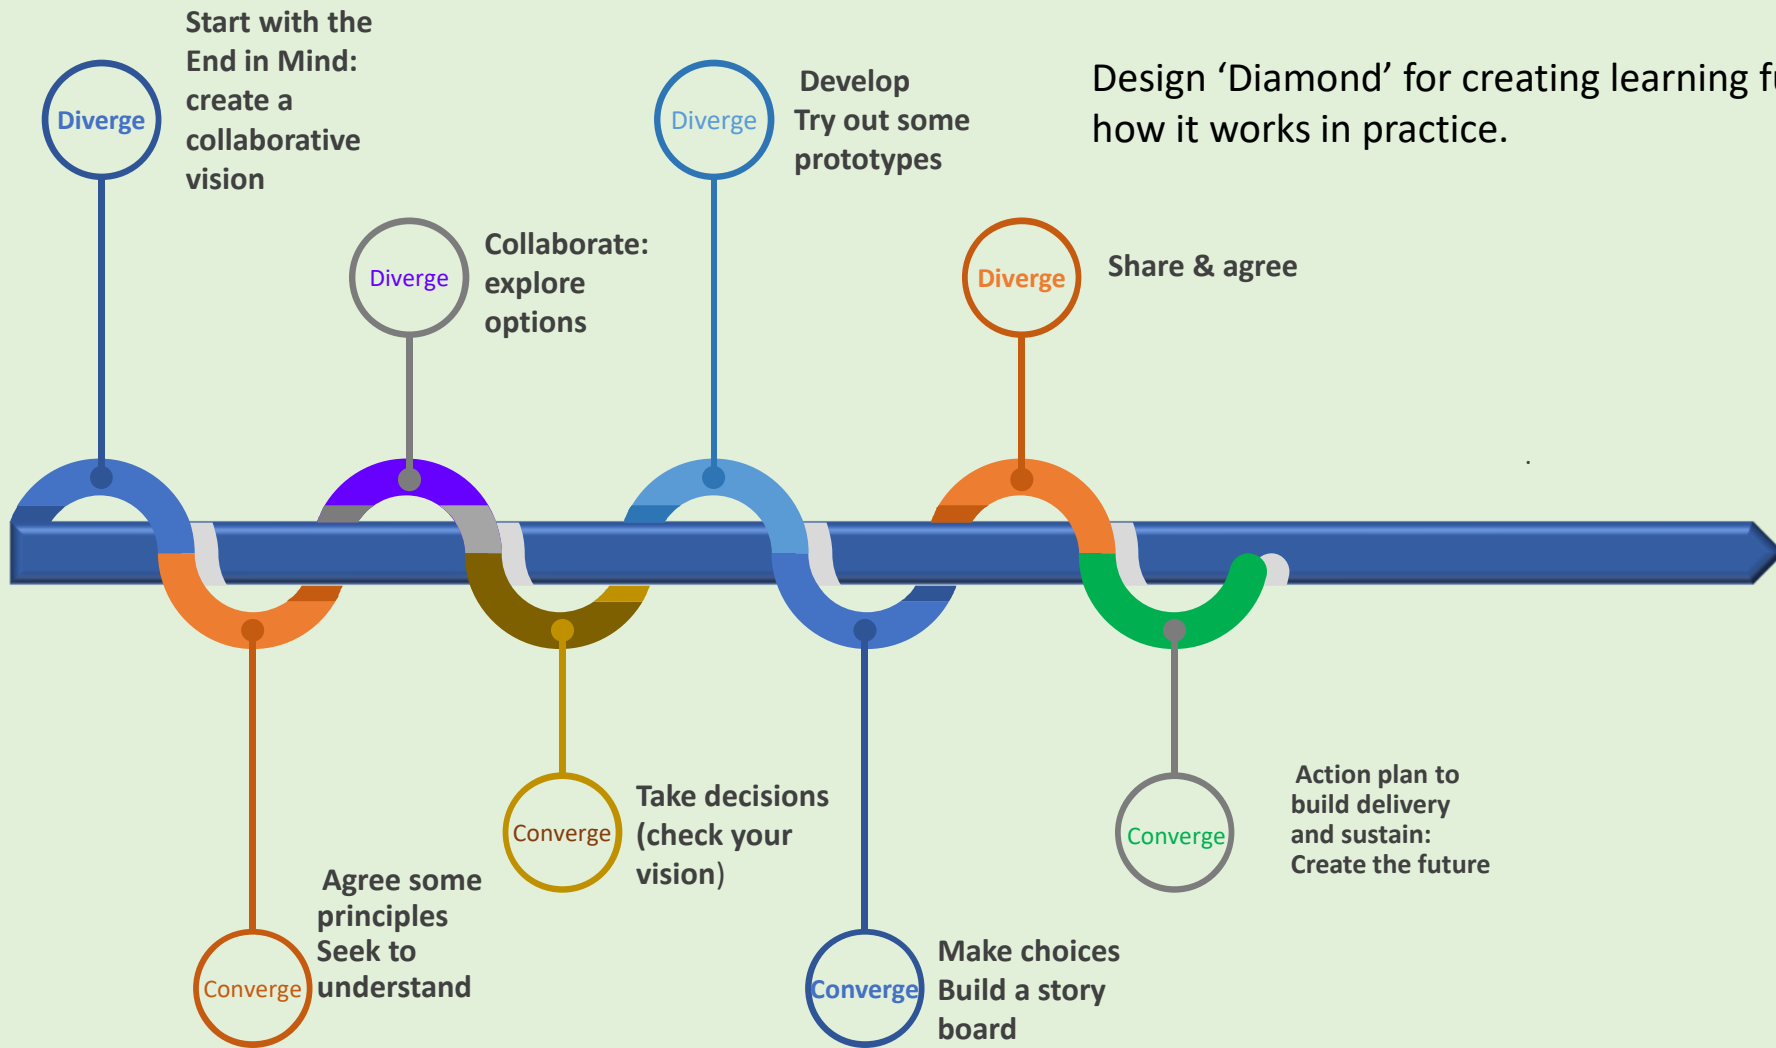 Design ‘Diamond’ for creating learning
how it works in practice.
Diverge
Start with the
End in Mind:
create a
collaborative
vision
Converge
Agree some
principles
Seek to
understand
Diverge
Collaborate:
explore
options
Converge
Take decisions
(check your
vision)
Diverge
Develop
Try out some
prototypes
Converge
Make choices
Build a story
board
Diverge
Share & agree
Converge
Action plan to
build delivery
and sustain:
Create the future
.